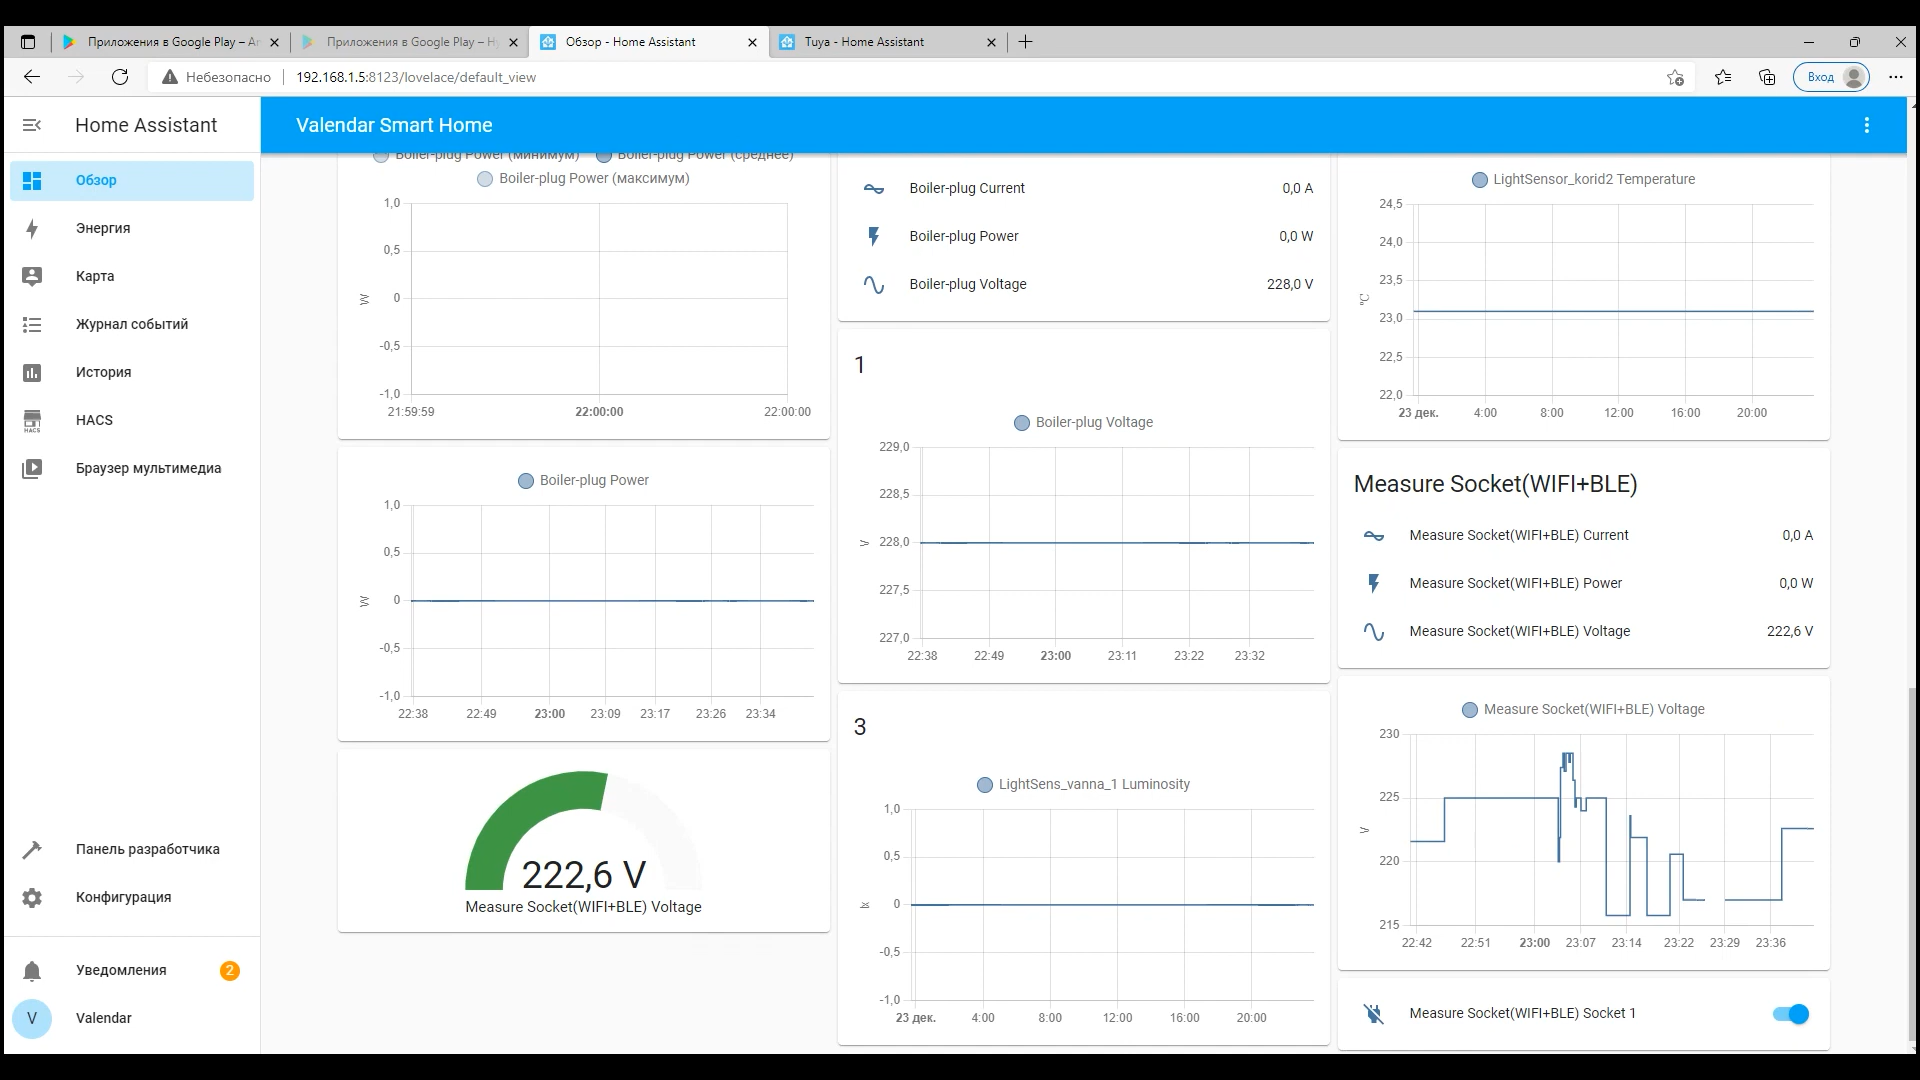 Приложения в Google Play – An
Приложения в Google Play – Hy
Обзор - Home Assistant
Tuya - Home Assistant
Небезопасно
192.168.1.5:8123/lovelace/default_view
Вход
Home Assistant
Valendar Smart Home
Обзор
Энергия
Карта
Журнал событий
История
HACS
HACS
Браузер мультимедиа
Панель разработчика
Конфигурация
Уведомления 2
V Valendar
Boiler-plug Power (минимум) Boiler-plug Power (среднее)
Boiler-plug Power (максимум)
1,0
0,5
W 0
-0,5
-1,0
21:59:59 22:00:00 22:00:00
Boiler-plug Power
1,0
0,5
W 0
-0,5
-1,0
22:38 22:49 23:00 23:09 23:17 23:26 23:34
222,6 V
Measure Socket(WIFI+BLE) Voltage
Boiler-plug Current 0,0 A
Boiler-plug Power 0,0 W
Boiler-plug Voltage 228,0 V
1
Boiler-plug Voltage
229,0
228,5
V 228,0
227,5
227,0
22:38 22:49 23:00 23:11 23:22 23:32
3
LightSens_vanna_1 Luminosity
1,0
0,5
lx 0
-0,5
-1,0
23 дек. 4:00 8:00 12:00 16:00 20:00
LightSensor_korid2 Temperature
24,5
24,0
23,5
°C
23,0
22,5
22,0
23 дек. 4:00 8:00 12:00 16:00 20:00
Measure Socket(WIFI+BLE)
Measure Socket(WIFI+BLE) Current 0,0 A
Measure Socket(WIFI+BLE) Power 0,0 W
Measure Socket(WIFI+BLE) Voltage 222,6 V
Measure Socket(WIFI+BLE) Voltage
230
225
V
220
215
22:42 22:51 23:00 23:07 23:14 23:22 23:29 23:36
Measure Socket(WIFI+BLE) Socket 1